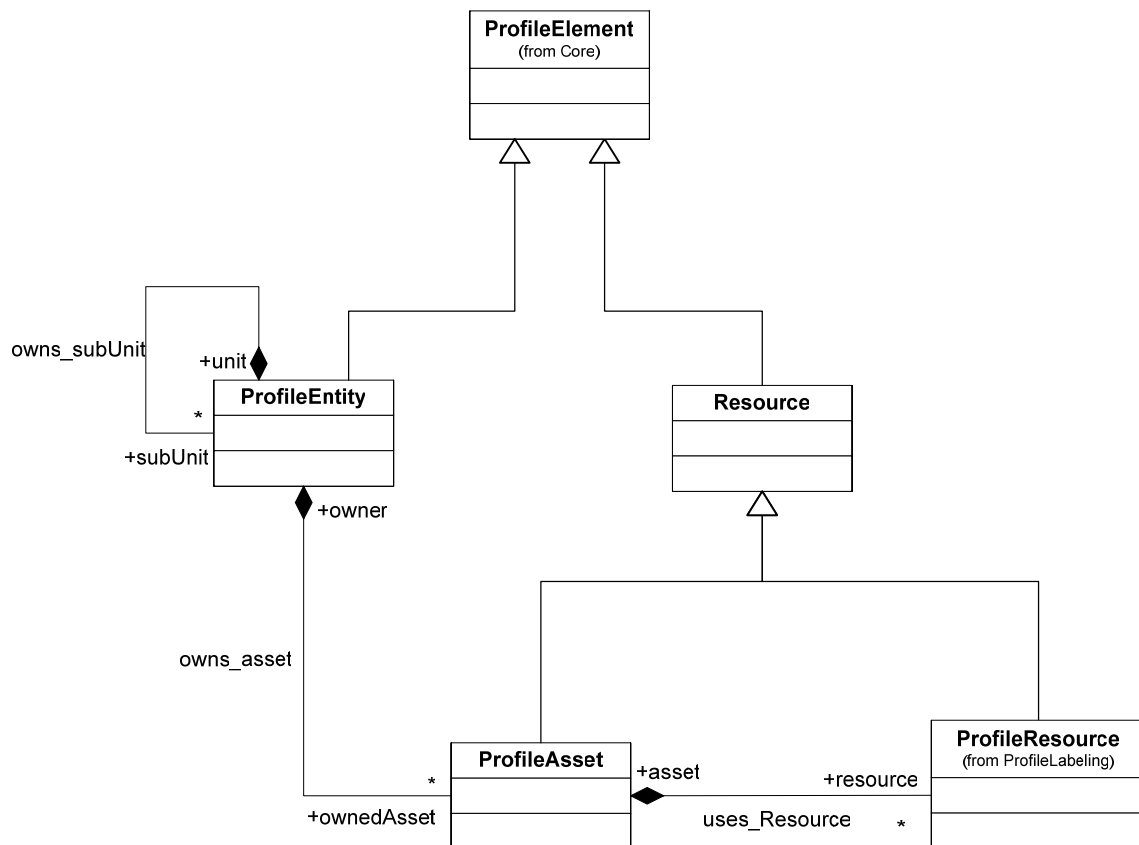 ProfileElement
(from Core)
owns_subUnit
+unit
ProfileEntity
*
+subUnit
Resource
+owner
owns_asset
ProfileAsset
*
+ownedAsset
+asset
+resource
uses_Resource
*
ProfileResource
(from ProfileLabeling)